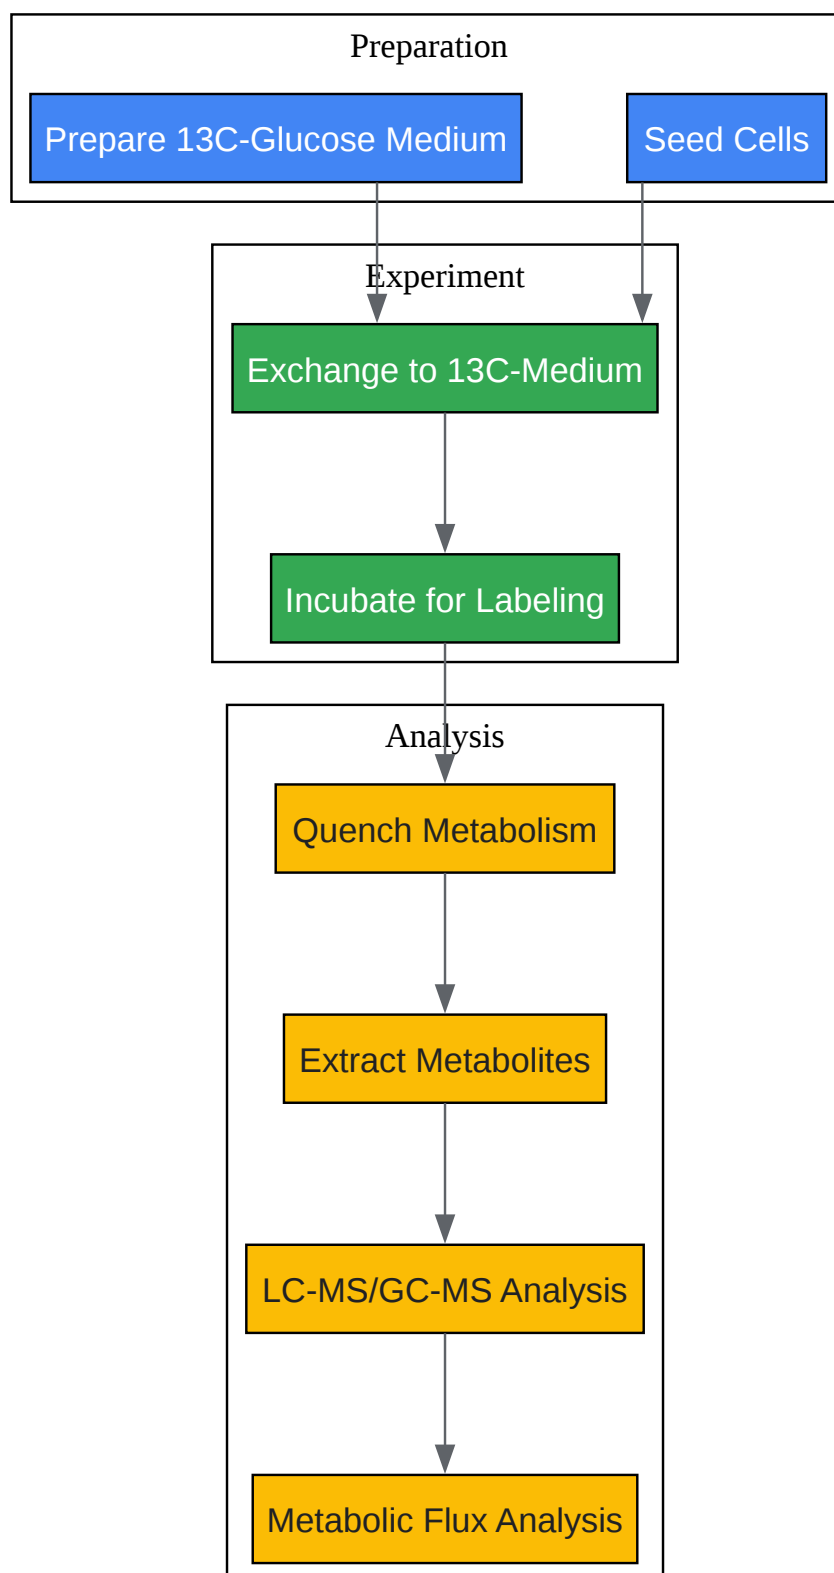 Preparation
Prepare 13C-Glucose Medium
Seed Cells
Experiment
Exchange to 13C-Medium
Incubate for Labeling
Analysis
Quench Metabolism
Extract Metabolites
LC-MS/GC-MS Analysis
Metabolic Flux Analysis